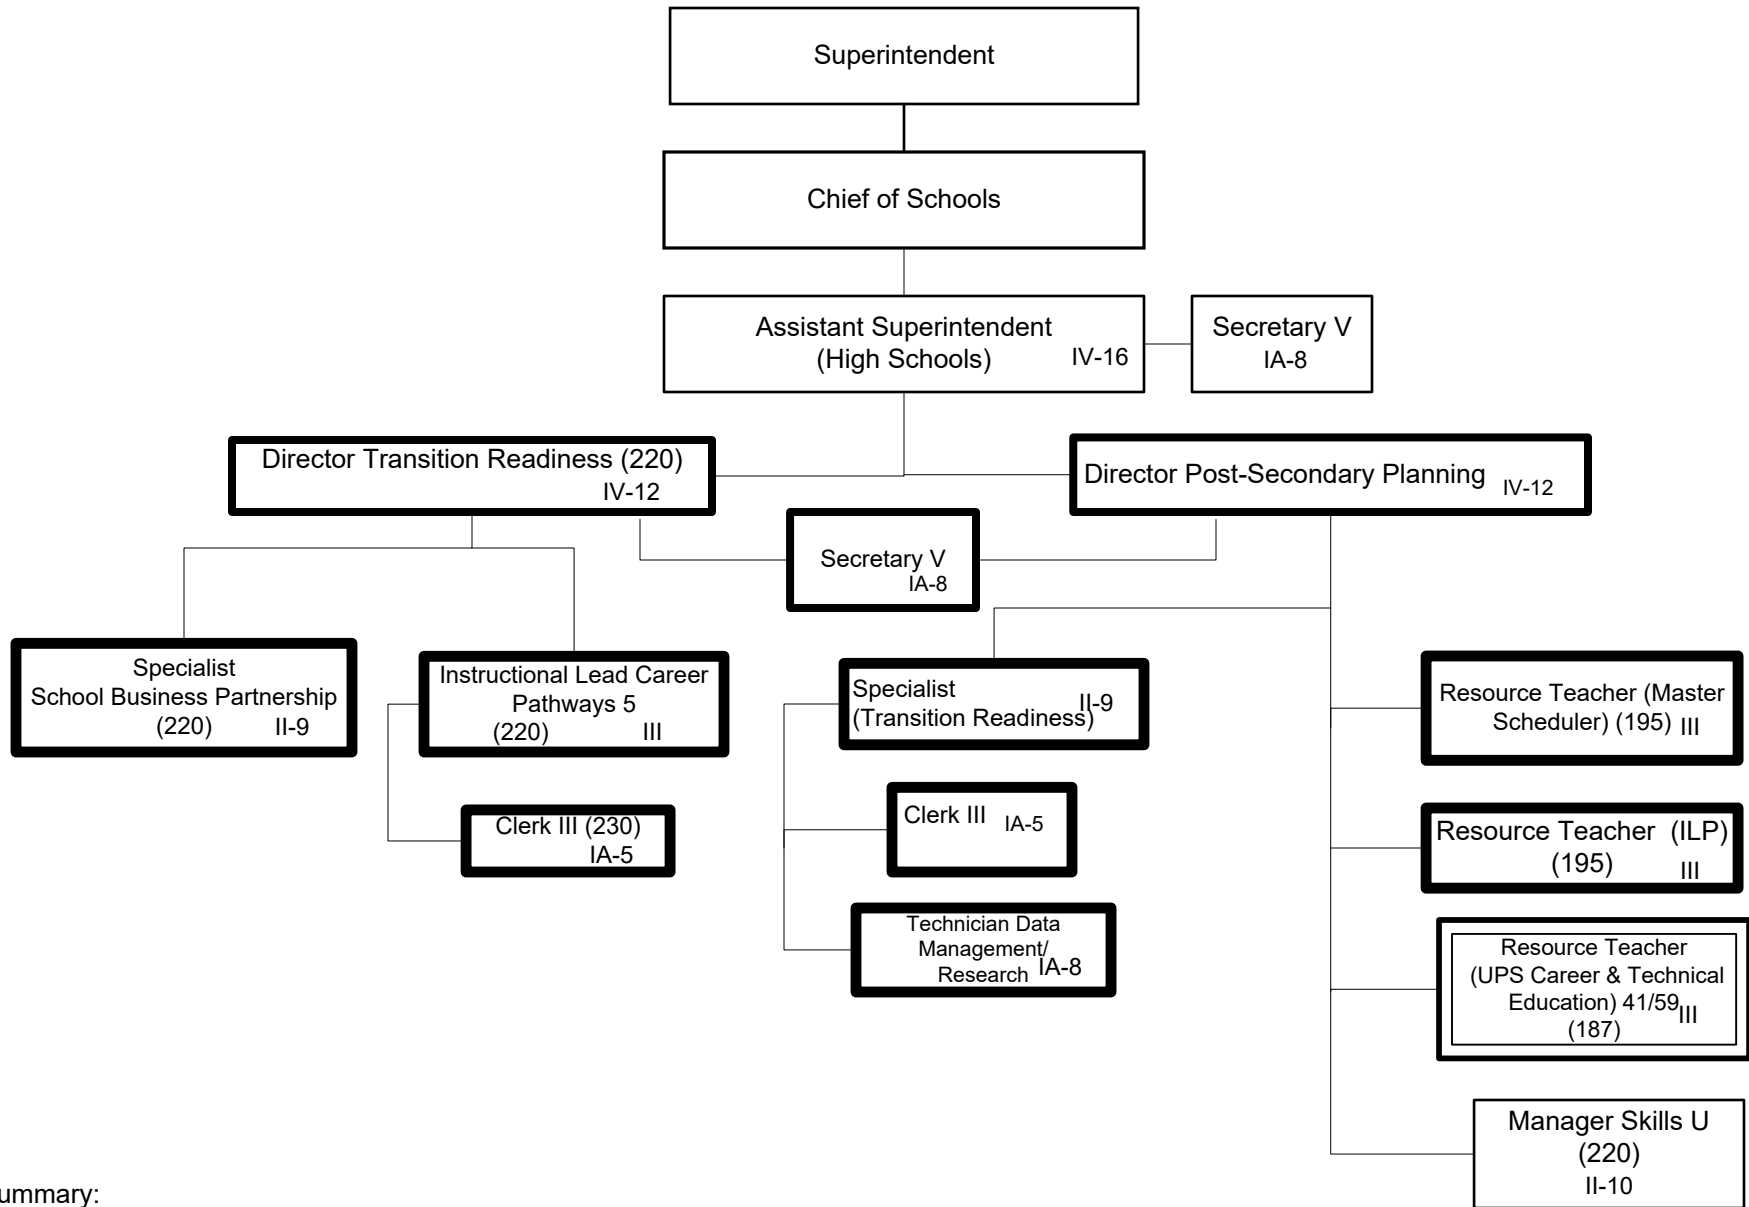 Superintendent
Chief of Schools
Assistant Superintendent
(High Schools) IV-16
Secretary V
IA-8
Director Transition Readiness (220)
IV-12
Director Post-Secondary Planning IV-12
Secretary V
IA-8
Specialist
School Business Partnership
(220) II-9
Instructional Lead Career
Pathways 5
(220) III
Clerk III (230)
IA-5
Specialist
(Transition Readiness) II-9
Clerk III IA-5
Technician Data
Management/
Research IA-8
Resource Teacher (Master
Scheduler) (195) III
Resource Teacher (ILP)
(195) III
Resource Teacher
(UPS Career & Technical
Education) 41/59 III
(187)
Manager Skills U
(220)
II-10
ummary: